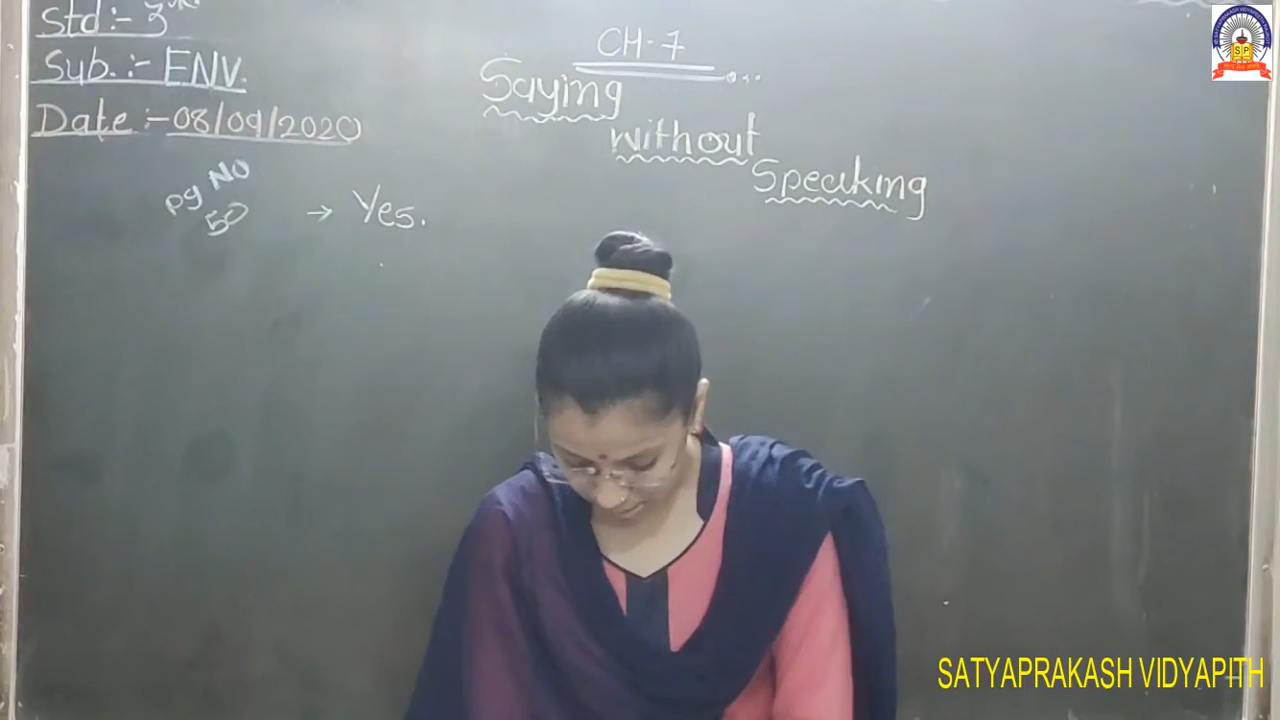 Std:- 3rd
Sub.:- ENV.
Date:-08/09/2020
CH-7
Saying
without
Speaking
pg No
50
→ Yes.
SP
SATYAPRAKASH VIDYAPITH